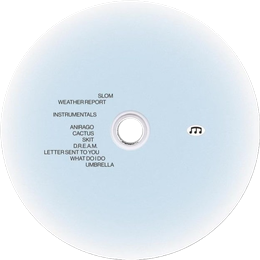 SLOM
WEATHER REPORT
INSTRUMENTALS
ANIRAGO
CACTUS
SKIT
D.R.E.A.M.
LETTER SENT TO YOU
WHAT DO I DO
UMBRELLA